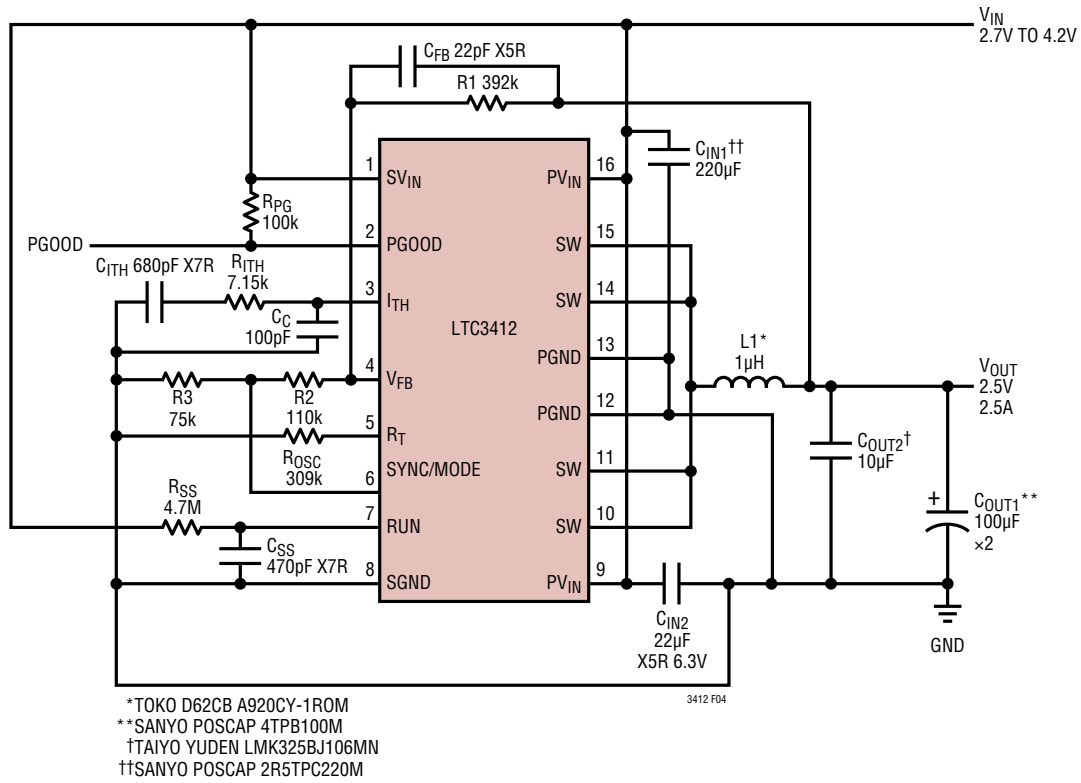 V_IN
2.7V TO 4.2V
C_FB 22pF X5R
R1 392k
C_IN1††
220µF
1
SV_IN
PV_IN
16
R_PG
100k
PGOOD
2
PGOOD
SW
15
C_ITH 680pF X7R
R_ITH
7.15k
3
I_TH
SW
14
C_C
100pF
LTC3412
PGND
13
L1*
1µH
4
V_FB
R3
75k
R2
110k
PGND
12
V_OUT
2.5V
2.5A
5
R_T
R_OSC
309k
C_OUT2†
10µF
6
SYNC/MODE
SW
11
R_SS
4.7M
7
RUN
SW
10
+
C_OUT1**
100µF
×2
C_SS
470pF X7R
8
SGND
PV_IN
9
C_IN2
22µF
X5R 6.3V
GND
3412 F04
*TOKO D62CB A920CY-1ROM
**SANYO POSCAP 4TPB100M
†TAIYO YUDEN LMK325BJ106MN
††SANYO POSCAP 2R5TPC220M